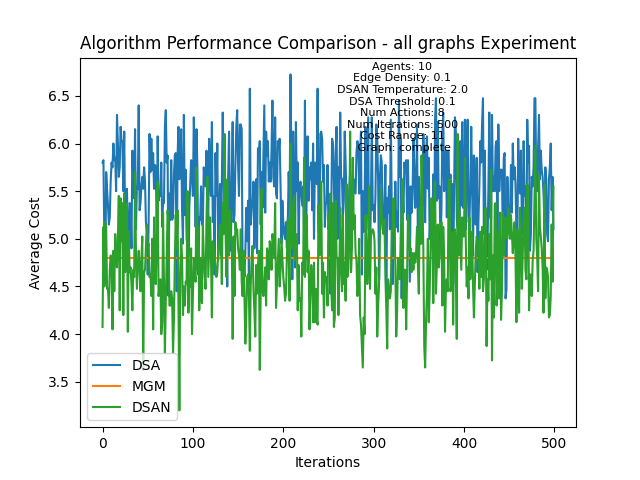 Algorithm Performance Comparison - all graphs Experiment
Agents: 10
Edge Density: 0.1
DSAN Temperature: 2.0
DSA Threshold: 0.1
Num Actions: 8
Num Iterations: 500
Cost Range: 11
Graph: complete
Average Cost
6.5
6.0
5.5
5.0
4.5
4.0
3.5
DSA
MGM
DSAN
0 100 200 300 400 500
Iterations